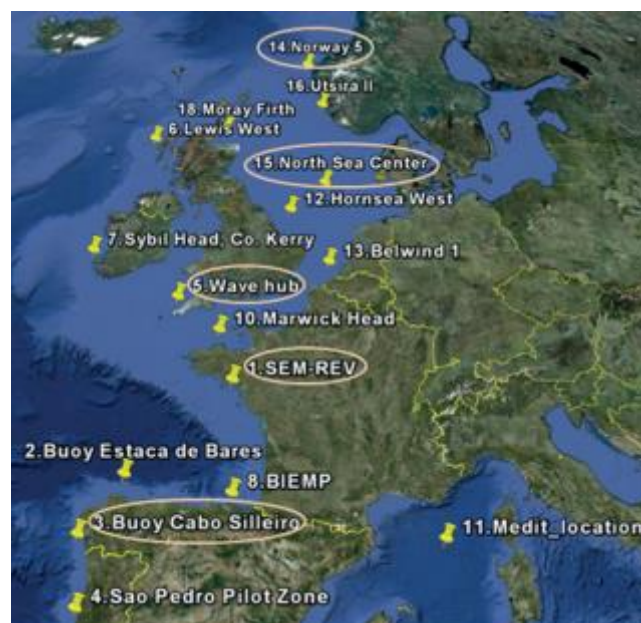 14.Norway 5
16.Utsira II
18.Moray Firth
6.Lewis West
15.North Sea Center
12.Hornsea West
7.Sybil Head, Co. Kerry
13.Belwind 1
5.Wave hub
10.Marwick Head
1.SEM-REV
2.Buoy Estaca de Bares
8.BIEMP
3.Buoy Cabo Silleiro
11.Medit_location
4.Sao Pedro Pilot Zone